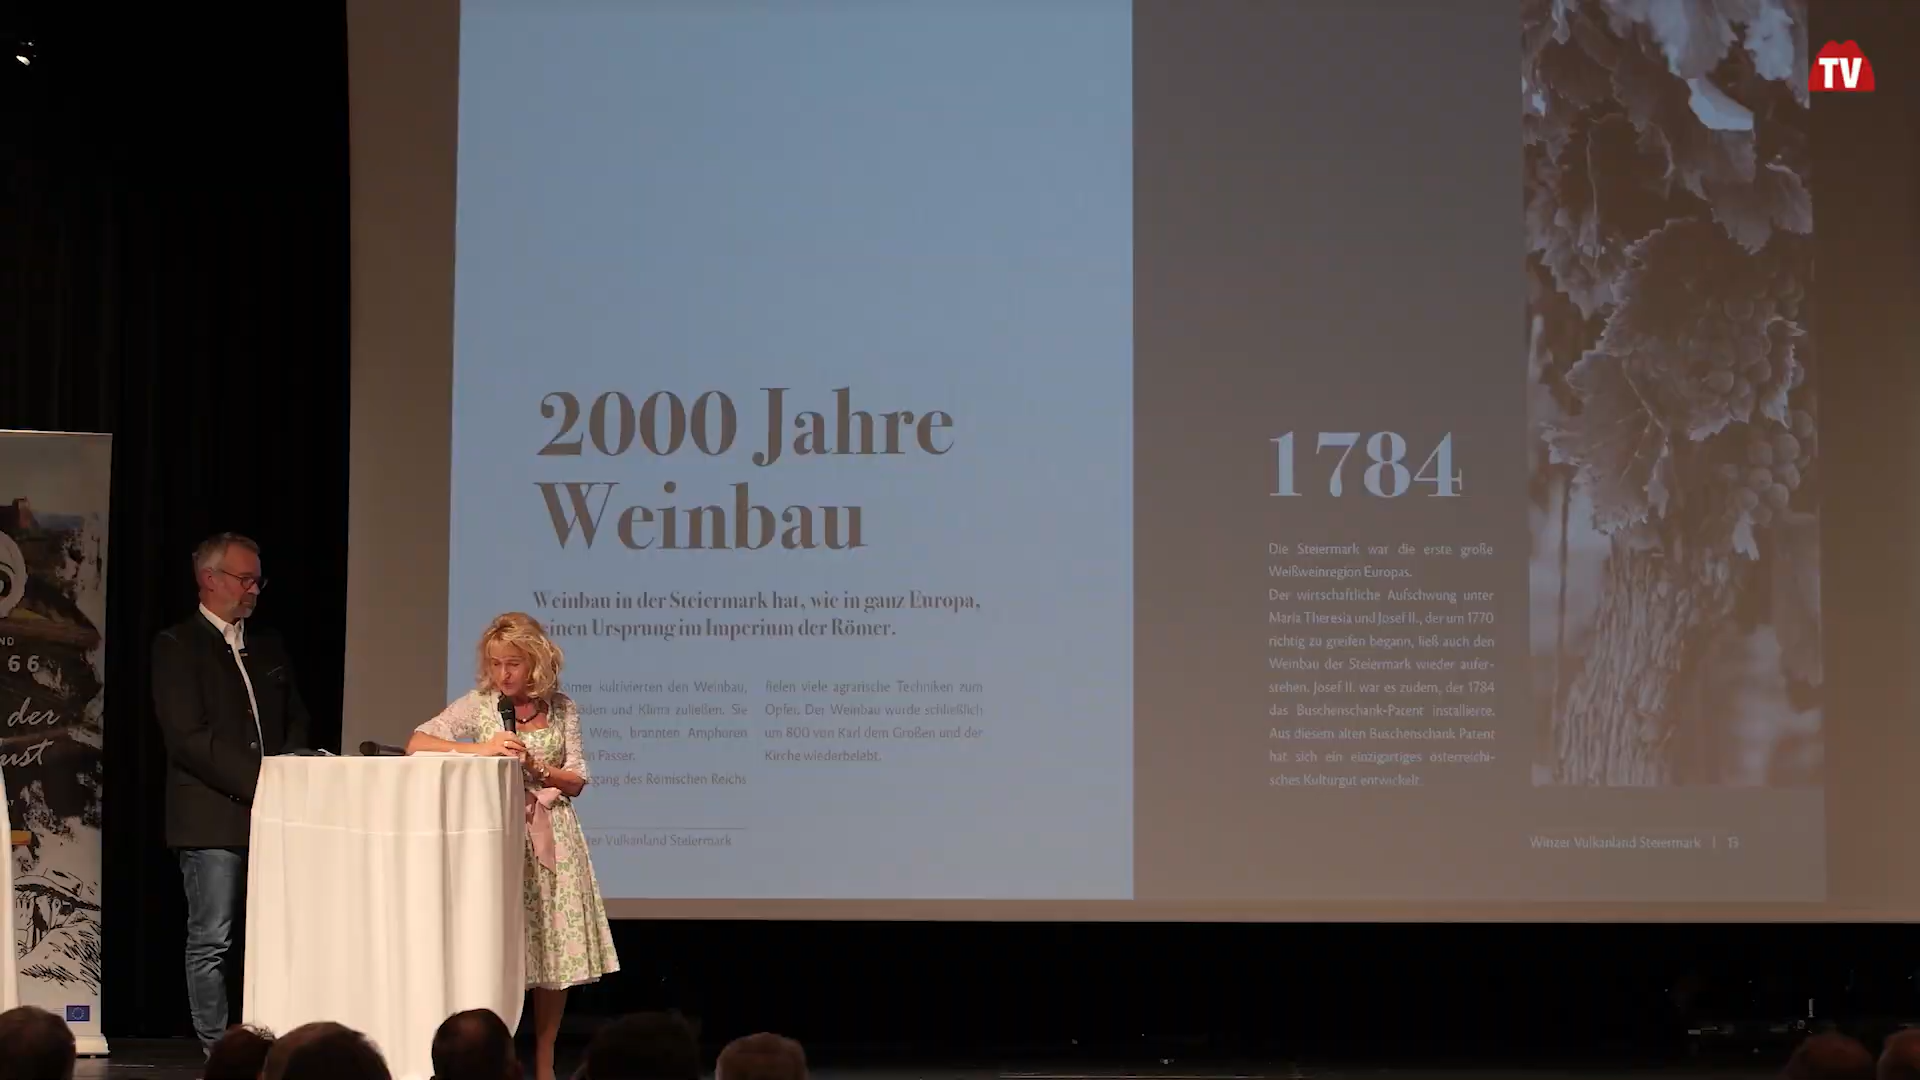 TV
2000 Jahre
Weinbau
Weinbau in der Steiermark hat, wie in ganz Europa,
seinen Ursprung im Imperium der Römer.
kultivierten den Weinbau,
und Klima zuließen. Sie
Wein, brannten Amphoren
Fässer.
des Römischen Reichs
fielen viele agrarische Techniken zum
Opfer. Der Weinbau wurde schließlich
um 800 von Karl dem Großen und der
Kirche wiederbelebt.
Vulkanland Steiermark
1784
Die Steiermark war die erste große
Weißweinregion Europas.
Der wirtschaftliche Aufschwung unter
Maria Theresia und Josef II., der um 1770
richtig zu greifen begann, ließ auch den
Weinbau der Steiermark wieder aufer-
stehen. Josef II. war es zudem, der 1784
das Buschenschank-Patent installierte.
Aus diesem alten Buschenschank Patent
hat sich ein einzigartiges österreichi-
sches Kulturgut entwickelt.
Winzer Vulkanland Steiermark | 13
ND
66
der